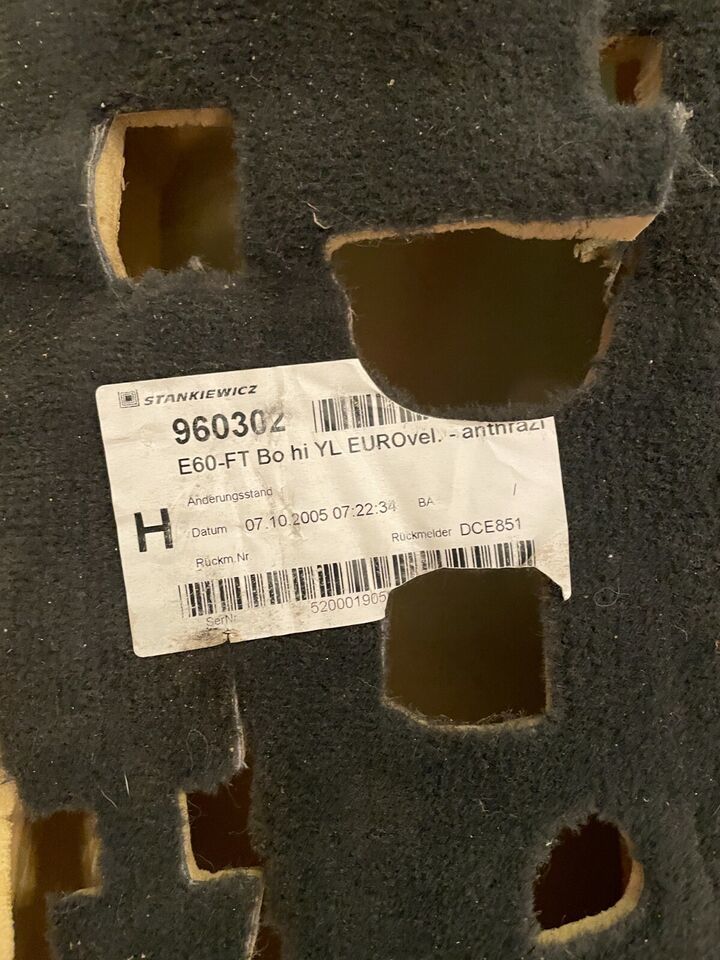 STANKIEWICZ
960302
E60-FT Bo hi YL EUROvel. - anthrazi
Änderungsstand
H
Datum 07.10.2005 07:22:34 BA /
Rückm.Nr Rückmelder DCE851
SerNr
520001905